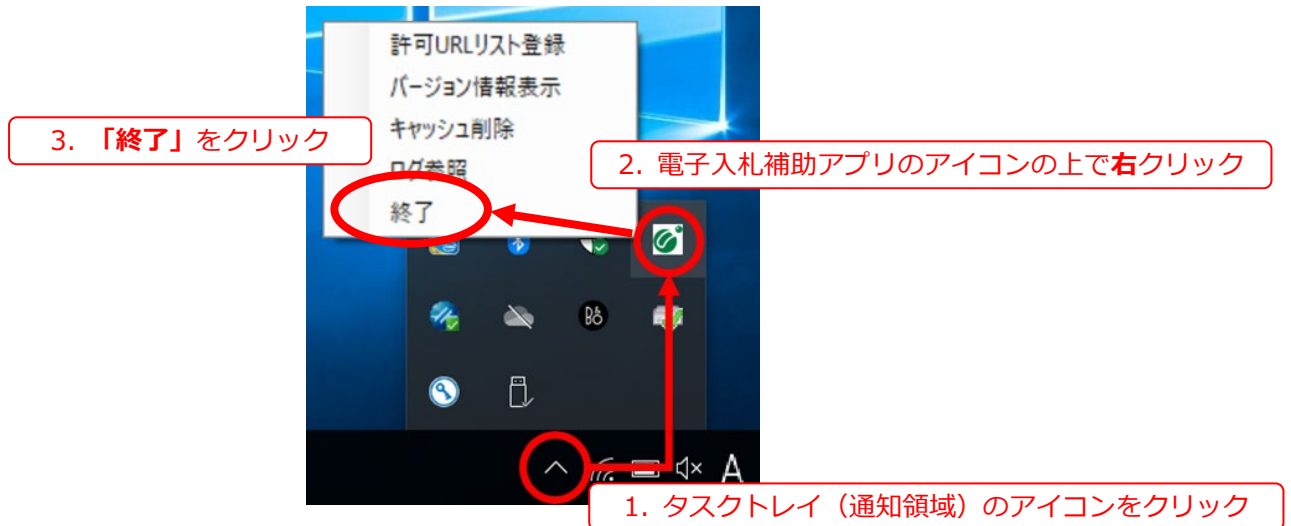 許可URLリスト登録
バージョン情報表示
キャッシュ削除
3. 「終了」をクリック
ログ参照
2. 電子入札補助アプリのアイコンの上で右クリック
終了
A
1. タスクトレイ（通知領域）のアイコンをクリック